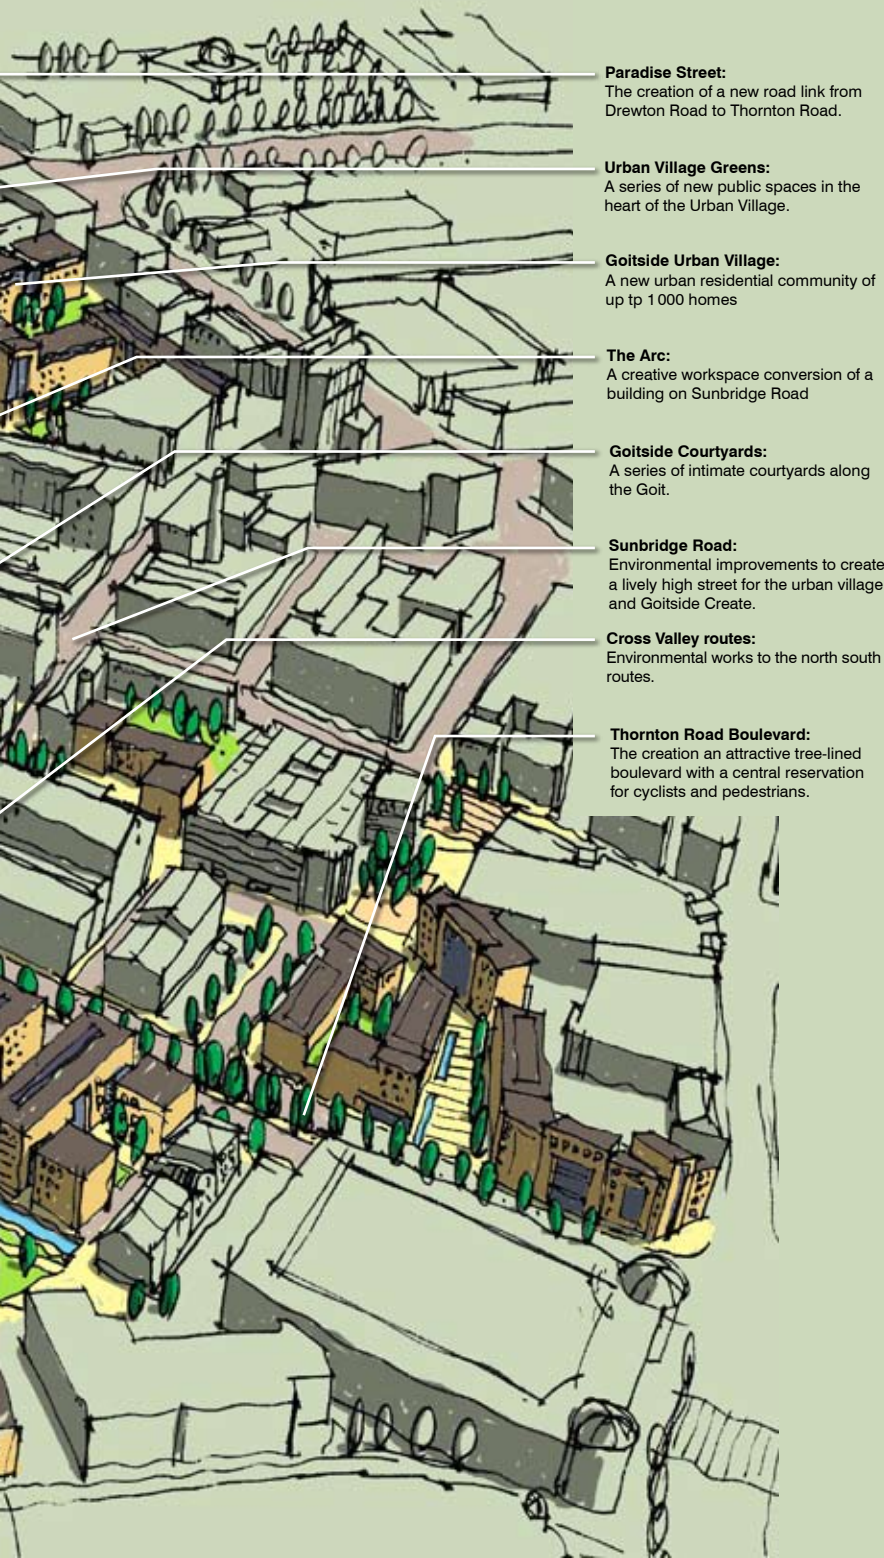 Paradise Street:
The creation of a new road link from
Drewton Road to Thornton Road.
Urban Village Greens:
A series of new public spaces in the
heart of the Urban Village.
Goitside Urban Village:
A new urban residential community of
up tp 1000 homes
The Arc:
A creative workspace conversion of a
building on Sunbridge Road
Goitside Courtyards:
A series of intimate courtyards along
the Goit.
Sunbridge Road:
Environmental improvements to create
a lively high street for the urban village
and Goitside Create.
Cross Valley routes:
Environmental works to the north south
routes.
Thornton Road Boulevard:
The creation an attractive tree-lined
boulevard with a central reservation
for cyclists and pedestrians.